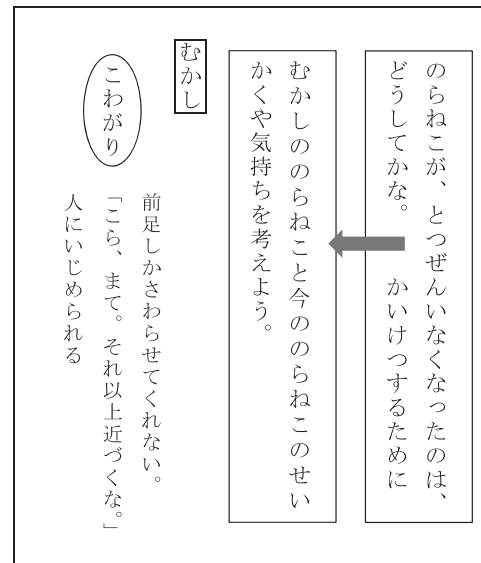 のらねこが、とつぜんいなくなったのは、
どうしてかな。　かいけつするために
むかしののらねこと今ののらねこのせい
かくや気持ちを考えよう。
むかし
こわがり
前足しかさわらせてくれない。
「こら、まて。それ以上近づくな。」
人にいじめられる